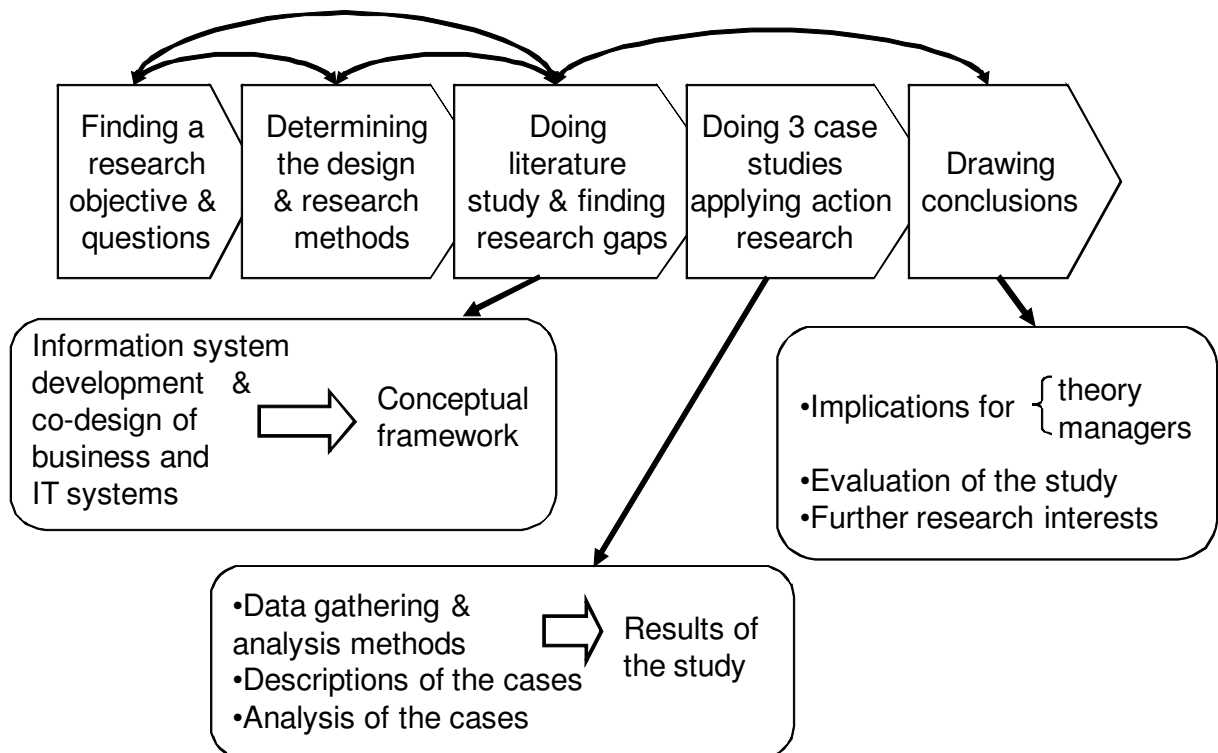 Finding a
research
objective &
questions
Determining
the design
& research
methods
Doing
literature
study & finding
research gaps
Doing 3 case
studies
applying action
research
Drawing
conclusions
Information system
development &
co-design of
business and
IT systems
Conceptual
framework
•Implications for
theory
managers
•Evaluation of the study
•Further research interests
•Data gathering &
analysis methods
•Descriptions of the cases
•Analysis of the cases
Results of
the study